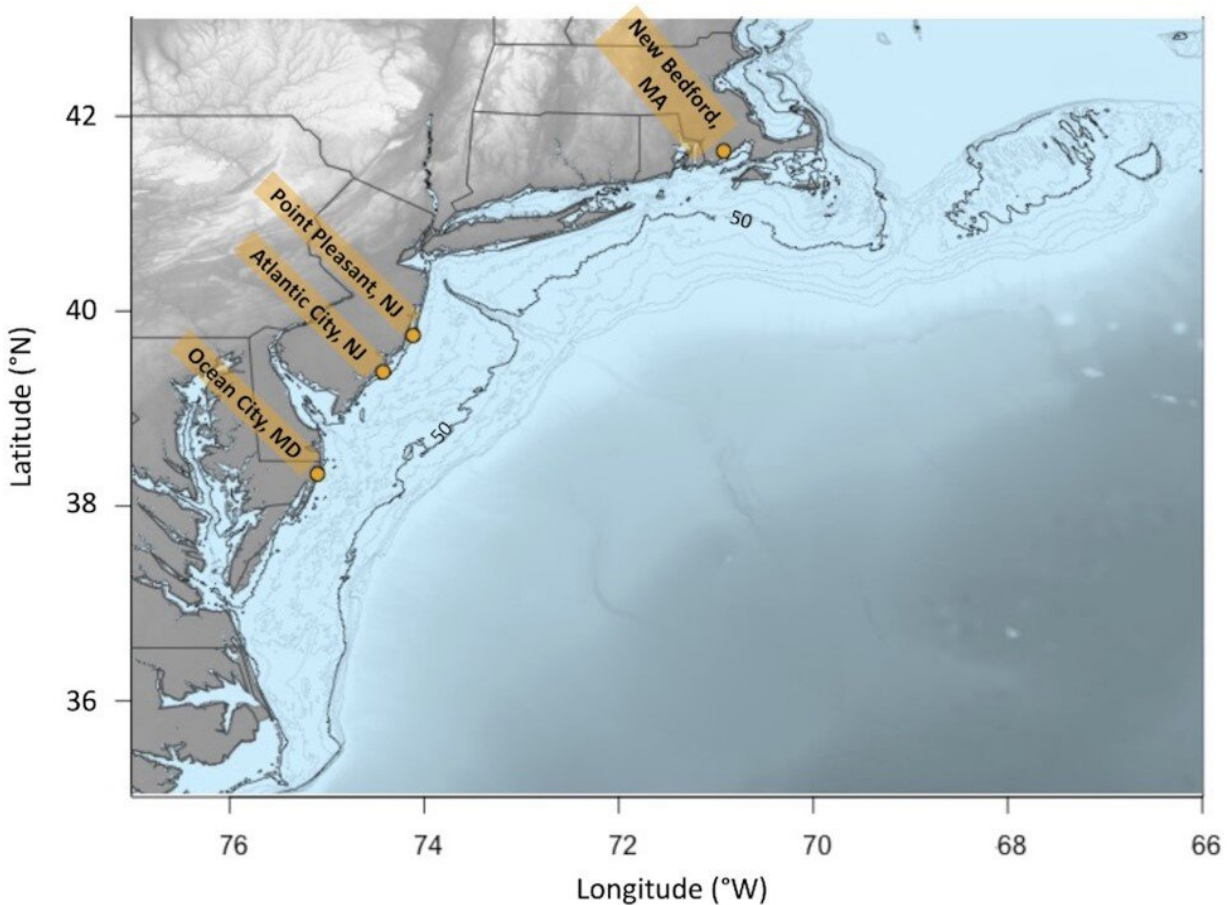 New Bedford,
MA
42
Point Pleasant, NJ
50
Atlantic City, NJ
40
Ocean City, MD
50
Latitude (°N)
38
36
76
74
72
70
68
66
Longitude (°W)